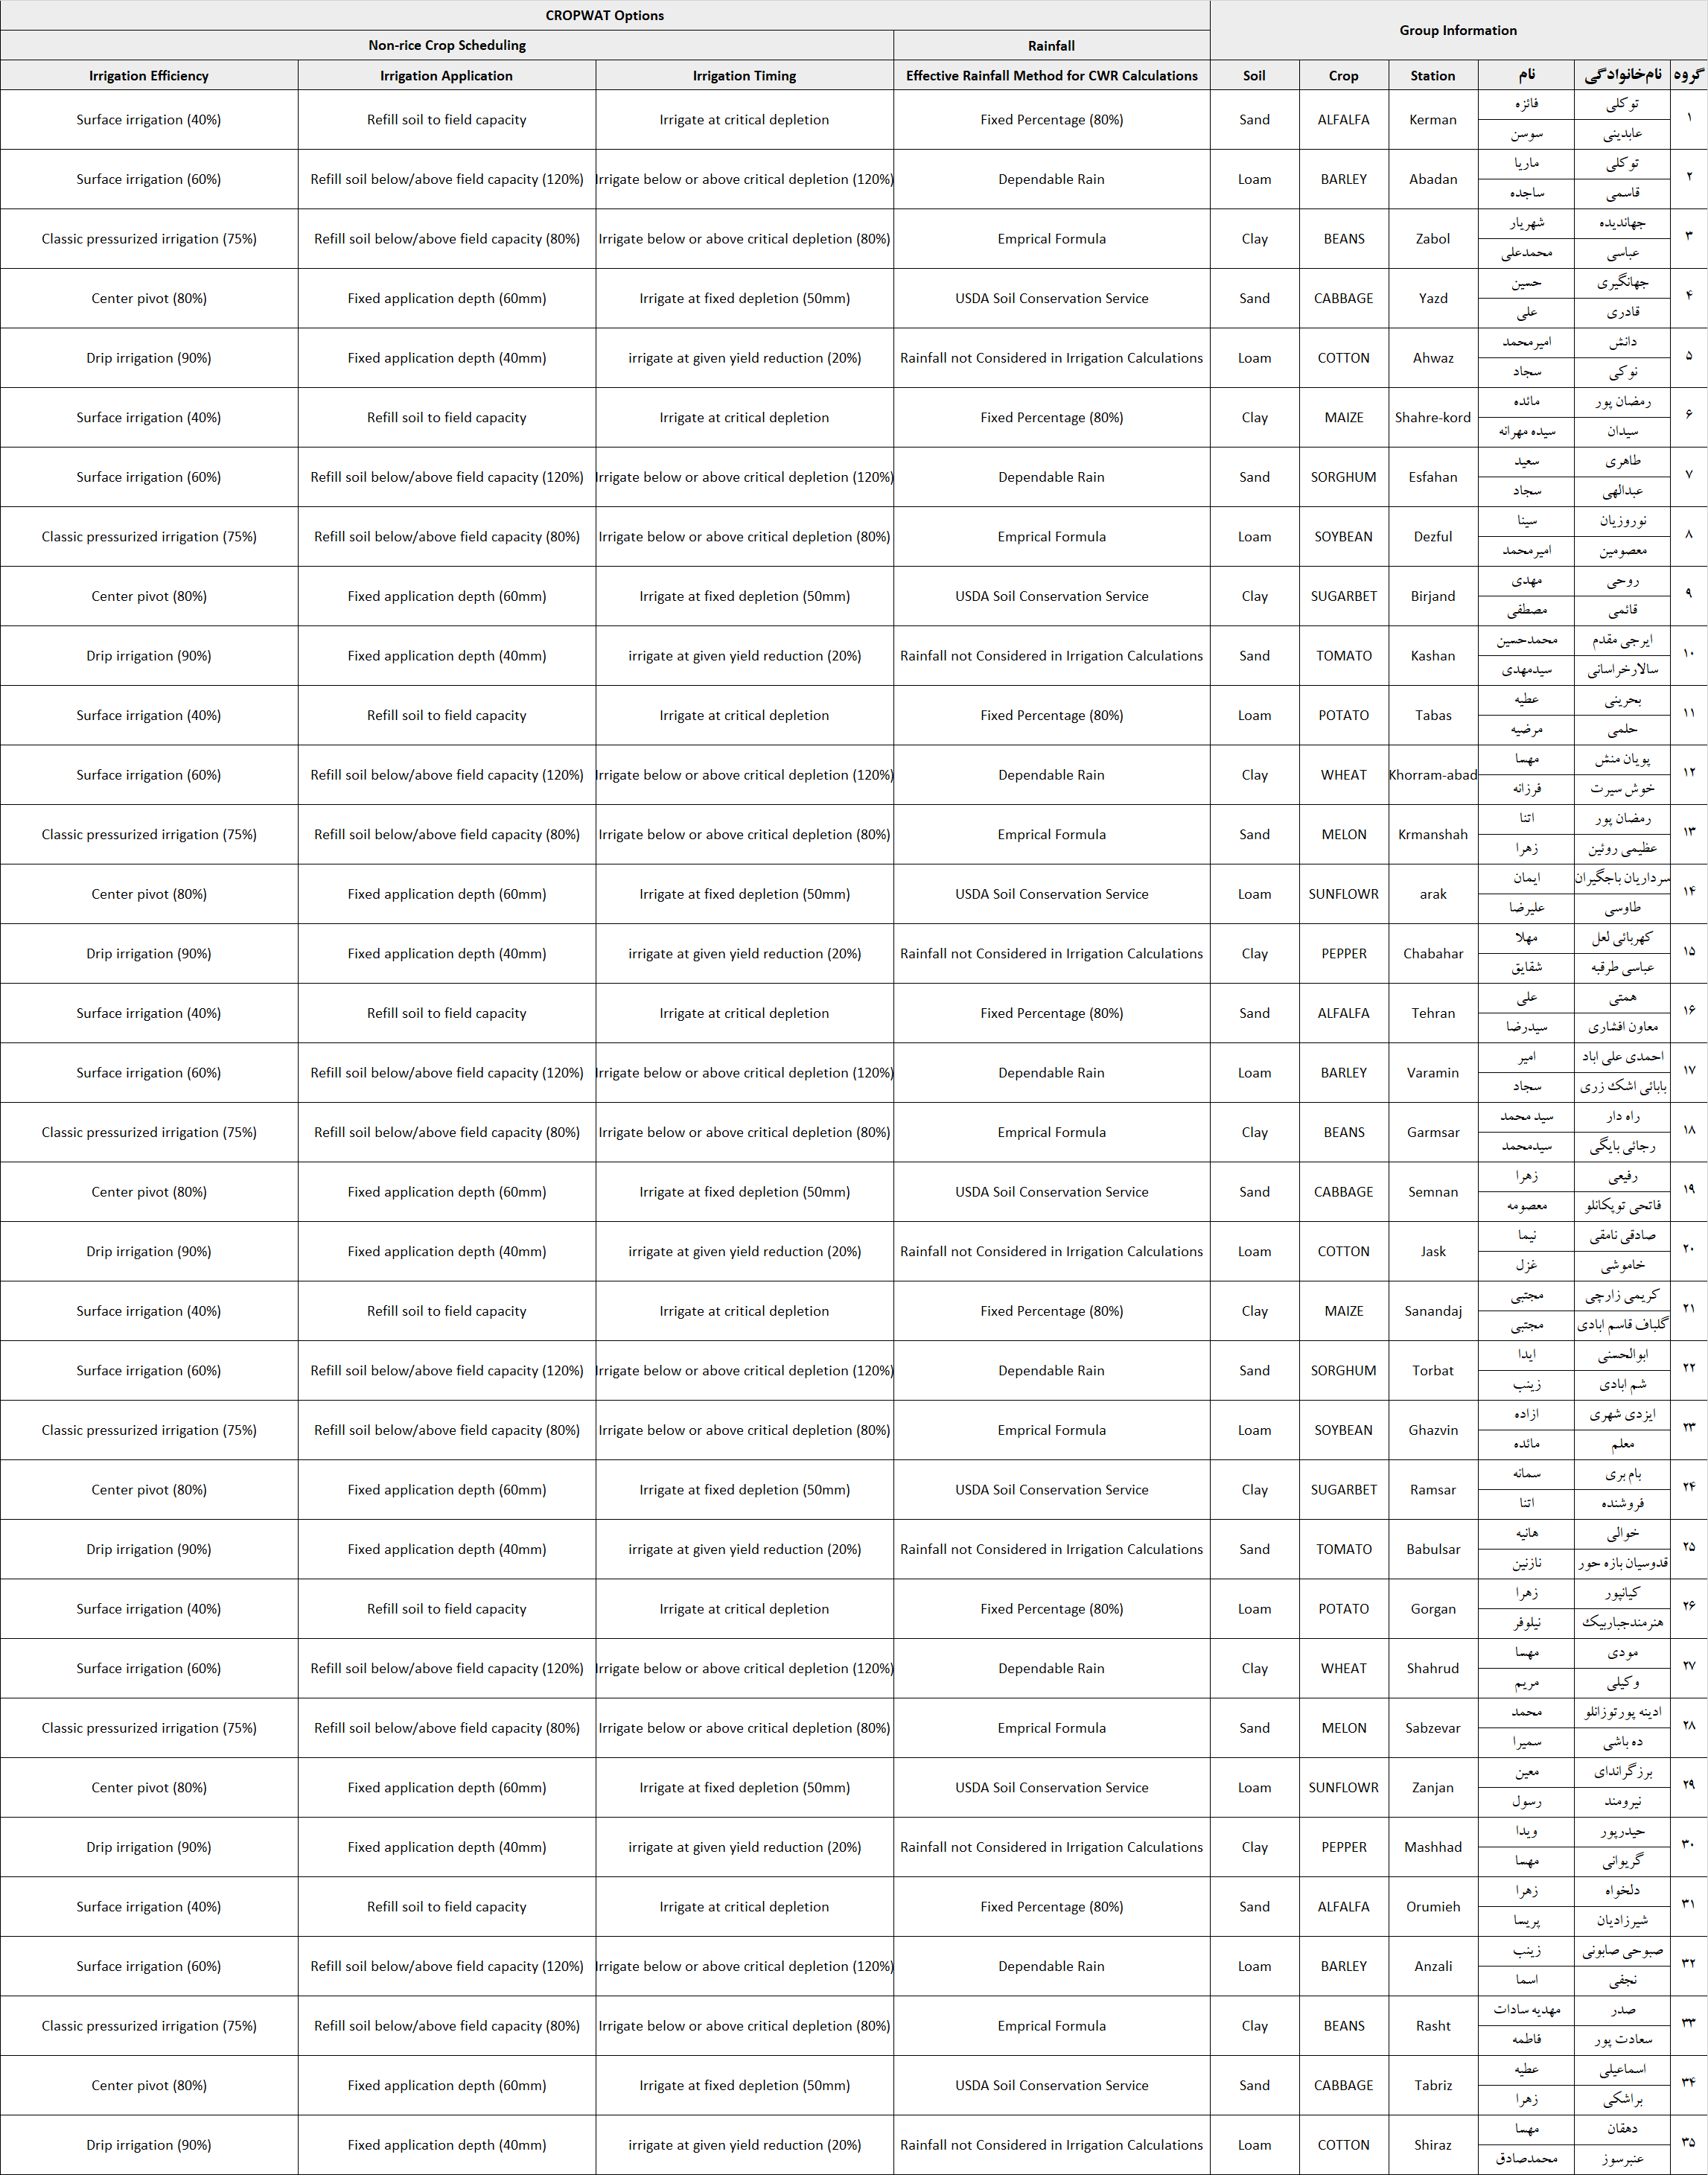 CROPWAT Options | Group Information
Non-rice Crop Scheduling | Rainfall
Irrigation Efficiency | Irrigation Application | Irrigation Timing | Effective Rainfall Method for CWR Calculations | Soil | Crop | Station | نام | نام‌خانوادگی | گروه
Surface irrigation (40%) | Refill soil to field capacity | Irrigate at critical depletion | Fixed Percentage (80%) | Sand | ALFALFA | Kerman | فائزه | توکلی | ۱
سوسن | عابدینی
Surface irrigation (60%) | Refill soil below/above field capacity (120%) | Irrigate below or above critical depletion (120%) | Dependable Rain | Loam | BARLEY | Abadan | ماریا | توکلی | ۲
ساجده | قاسمی
Classic pressurized irrigation (75%) | Refill soil below/above field capacity (80%) | Irrigate below or above critical depletion (80%) | Emprical Formula | Clay | BEANS | Zabol | شهریار | جهاندیده | ۳
محمدعلی | عباسی
Center pivot (80%) | Fixed application depth (60mm) | Irrigate at fixed depletion (50mm) | USDA Soil Conservation Service | Sand | CABBAGE | Yazd | حسین | جهانگیری | ۴
علی | قادری
Drip irrigation (90%) | Fixed application depth (40mm) | irrigate at given yield reduction (20%) | Rainfall not Considered in Irrigation Calculations | Loam | COTTON | Ahwaz | امیرمحمد | دانش | ۵
سجاد | نوکی
Surface irrigation (40%) | Refill soil to field capacity | Irrigate at critical depletion | Fixed Percentage (80%) | Clay | MAIZE | Shahre-kord | مائده | رمضان پور | ۶
سیده مهرانه | سیدان
Surface irrigation (60%) | Refill soil below/above field capacity (120%) | Irrigate below or above critical depletion (120%) | Dependable Rain | Sand | SORGHUM | Esfahan | سعید | طاهری | ۷
سجاد | عبدالهی
Classic pressurized irrigation (75%) | Refill soil below/above field capacity (80%) | Irrigate below or above critical depletion (80%) | Emprical Formula | Loam | SOYBEAN | Dezful | سینا | نوروزیان | ۸
امیرمحمد | معصومین
Center pivot (80%) | Fixed application depth (60mm) | Irrigate at fixed depletion (50mm) | USDA Soil Conservation Service | Clay | SUGARBET | Birjand | مهدی | روحی | ۹
مصطفی | قائمی
Drip irrigation (90%) | Fixed application depth (40mm) | irrigate at given yield reduction (20%) | Rainfall not Considered in Irrigation Calculations | Sand | TOMATO | Kashan | محمدحسین | ایرجی مقدم | ۱۰
سیدمهدی | سالارخراسانی
Surface irrigation (40%) | Refill soil to field capacity | Irrigate at critical depletion | Fixed Percentage (80%) | Loam | POTATO | Tabas | عطیه | بحرینی | ۱۱
مرضیه | حلمی
Surface irrigation (60%) | Refill soil below/above field capacity (120%) | Irrigate below or above critical depletion (120%) | Dependable Rain | Clay | WHEAT | Khorram-abad | مهسا | پویان منش | ۱۲
فرزانه | خوش سیرت
Classic pressurized irrigation (75%) | Refill soil below/above field capacity (80%) | Irrigate below or above critical depletion (80%) | Emprical Formula | Sand | MELON | Krmanshah | اتنا | رمضان پور | ۱۳
زهرا | عظیمی روئین
Center pivot (80%) | Fixed application depth (60mm) | Irrigate at fixed depletion (50mm) | USDA Soil Conservation Service | Loam | SUNFLOWR | arak | ایمان | سرداریان باجگیران | ۱۴
علیرضا | طاوسی
Drip irrigation (90%) | Fixed application depth (40mm) | irrigate at given yield reduction (20%) | Rainfall not Considered in Irrigation Calculations | Clay | PEPPER | Chabahar | مهلا | کهربائی لعل | ۱۵
شقایق | عباسی طرقبه
Surface irrigation (40%) | Refill soil to field capacity | Irrigate at critical depletion | Fixed Percentage (80%) | Sand | ALFALFA | Tehran | علی | همتی | ۱۶
سیدرضا | معاون افشاری
Surface irrigation (60%) | Refill soil below/above field capacity (120%) | Irrigate below or above critical depletion (120%) | Dependable Rain | Loam | BARLEY | Varamin | امیر | احمدی علی اباد | ۱۷
سجاد | بابائی اشک زری
Classic pressurized irrigation (75%) | Refill soil below/above field capacity (80%) | Irrigate below or above critical depletion (80%) | Emprical Formula | Clay | BEANS | Garmsar | سید محمد | راه دار | ۱۸
سیدمحمد | رجائی بایگی
Center pivot (80%) | Fixed application depth (60mm) | Irrigate at fixed depletion (50mm) | USDA Soil Conservation Service | Sand | CABBAGE | Semnan | زهرا | رفیعی | ۱۹
معصومه | فاتحی توپکانلو
Drip irrigation (90%) | Fixed application depth (40mm) | irrigate at given yield reduction (20%) | Rainfall not Considered in Irrigation Calculations | Loam | COTTON | Jask | نیما | صادقی نامقی | ۲۰
غزل | خاموشی
Surface irrigation (40%) | Refill soil to field capacity | Irrigate at critical depletion | Fixed Percentage (80%) | Clay | MAIZE | Sanandaj | مجتبی | کریمی زارچی | ۲۱
مجتبی | گلباف قاسم ابادی
Surface irrigation (60%) | Refill soil below/above field capacity (120%) | Irrigate below or above critical depletion (120%) | Dependable Rain | Sand | SORGHUM | Torbat | ایدا | ابوالحسنی | ۲۲
زینب | شم ابادی
Classic pressurized irrigation (75%) | Refill soil below/above field capacity (80%) | Irrigate below or above critical depletion (80%) | Emprical Formula | Loam | SOYBEAN | Ghazvin | ازاده | ایزدی شهری | ۲۳
مائده | معلم
Center pivot (80%) | Fixed application depth (60mm) | Irrigate at fixed depletion (50mm) | USDA Soil Conservation Service | Clay | SUGARBET | Ramsar | سمانه | بام بری | ۲۴
اتنا | فروشنده
Drip irrigation (90%) | Fixed application depth (40mm) | irrigate at given yield reduction (20%) | Rainfall not Considered in Irrigation Calculations | Sand | TOMATO | Babulsar | هانیه | خوالی | ۲۵
نازنین | قدوسیان بازه حور
Surface irrigation (40%) | Refill soil to field capacity | Irrigate at critical depletion | Fixed Percentage (80%) | Loam | POTATO | Gorgan | زهرا | کیانپور | ۲۶
نیلوفر | هنرمندجباربیک
Surface irrigation (60%) | Refill soil below/above field capacity (120%) | Irrigate below or above critical depletion (120%) | Dependable Rain | Clay | WHEAT | Shahrud | مهسا | مودی | ۲۷
مریم | وکیلی
Classic pressurized irrigation (75%) | Refill soil below/above field capacity (80%) | Irrigate below or above critical depletion (80%) | Emprical Formula | Sand | MELON | Sabzevar | محمد | ادینه پورتوزانلو | ۲۸
سمیرا | ده باشی
Center pivot (80%) | Fixed application depth (60mm) | Irrigate at fixed depletion (50mm) | USDA Soil Conservation Service | Loam | SUNFLOWR | Zanjan | معین | برزگراندای | ۲۹
رسول | نیرومند
Drip irrigation (90%) | Fixed application depth (40mm) | irrigate at given yield reduction (20%) | Rainfall not Considered in Irrigation Calculations | Clay | PEPPER | Mashhad | ویدا | حیدرپور | ۳۰
مهسا | گریوانی
Surface irrigation (40%) | Refill soil to field capacity | Irrigate at critical depletion | Fixed Percentage (80%) | Sand | ALFALFA | Orumieh | زهرا | دلخواه | ۳۱
پریسا | شیرزادیان
Surface irrigation (60%) | Refill soil below/above field capacity (120%) | Irrigate below or above critical depletion (120%) | Dependable Rain | Loam | BARLEY | Anzali | زینب | صبوحی صابونی | ۳۲
اسما | نجفی
Classic pressurized irrigation (75%) | Refill soil below/above field capacity (80%) | Irrigate below or above critical depletion (80%) | Emprical Formula | Clay | BEANS | Rasht | مهدیه سادات | صدر | ۳۳
فاطمه | سعادت پور
Center pivot (80%) | Fixed application depth (60mm) | Irrigate at fixed depletion (50mm) | USDA Soil Conservation Service | Sand | CABBAGE | Tabriz | عطیه | اسماعیلی | ۳۴
زهرا | براشکی
Drip irrigation (90%) | Fixed application depth (40mm) | irrigate at given yield reduction (20%) | Rainfall not Considered in Irrigation Calculations | Loam | COTTON | Shiraz | مهسا | دهقان | ۳۵
محمدصادق | عنبرسوز